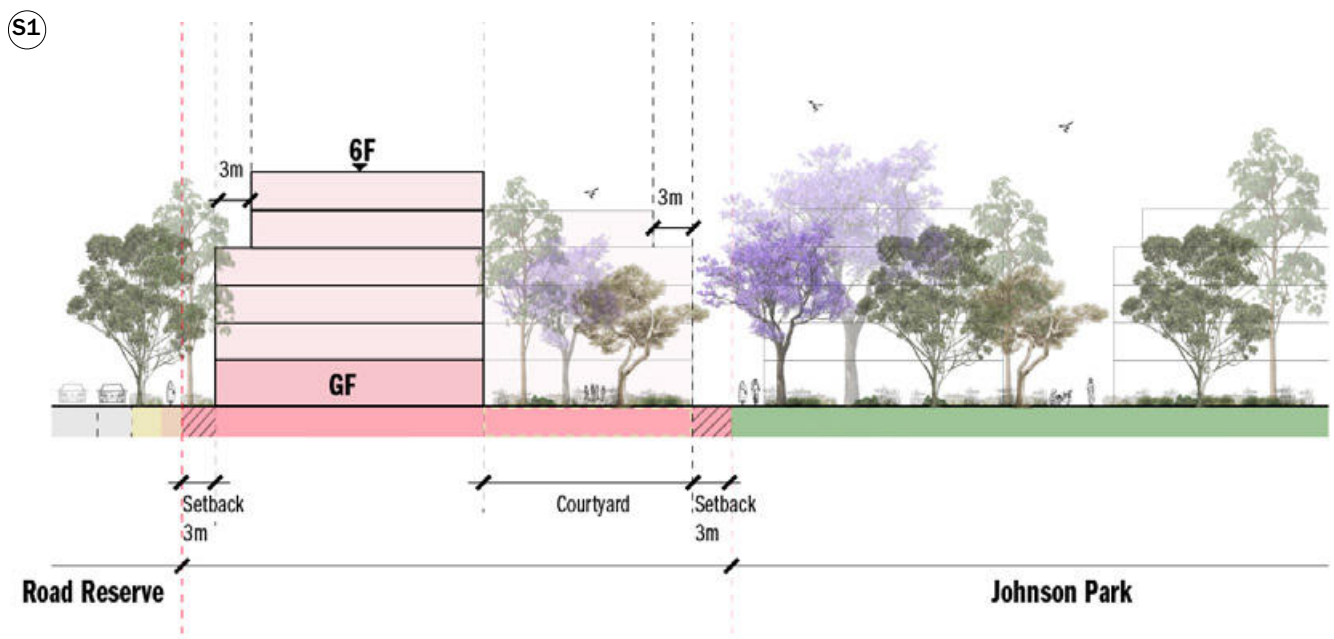 S1
6F
3m
3m
GF
Setback
3m
Courtyard
Setback
3m
Road Reserve
Johnson Park